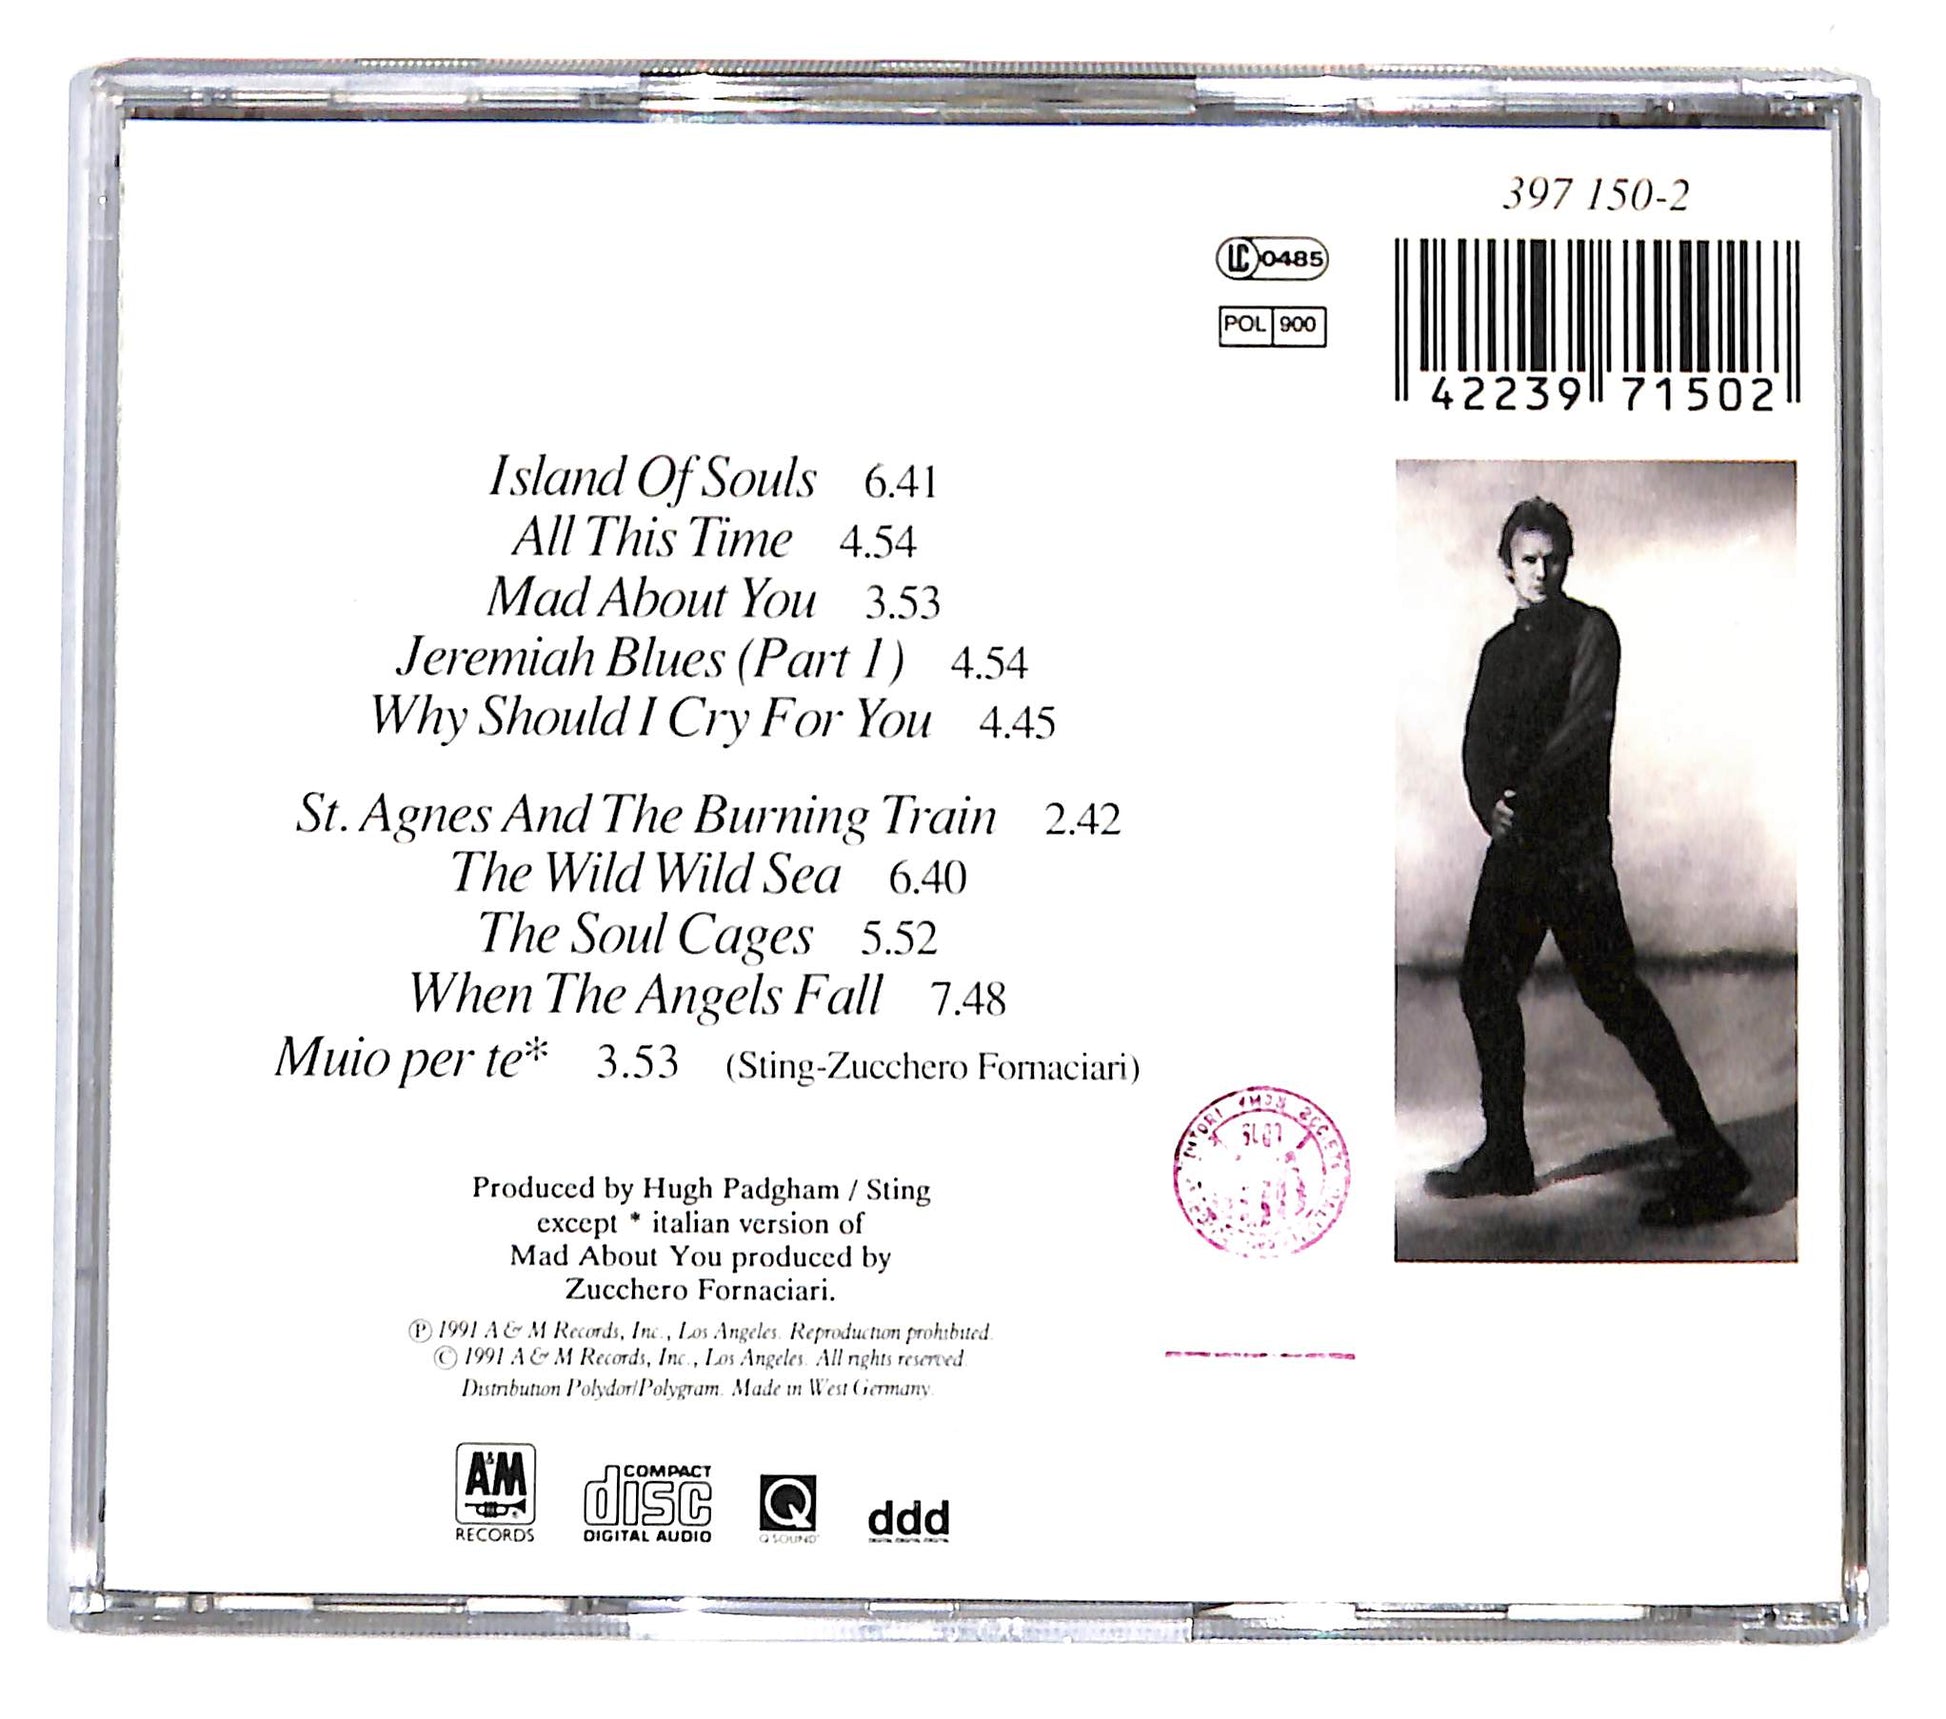 397 150-2
LC 0485
POL 900
42239 71502
Island Of Souls 6.41
All This Time 4.54
Mad About You 3.53
Jeremiah Blues (Part 1) 4.54
Why Should I Cry For You 4.45
St. Agnes And The Burning Train 2.42
The Wild Wild Sea 6.40
The Soul Cages 5.52
When The Angels Fall 7.48
Muio per te* 3.53 (Sting-Zucchero Fornaciari)
Produced by Hugh Padgham / Sting
except * italian version of
Mad About You produced by
Zucchero Fornaciari.
Ⓟ 1991 A & M Records, Inc., Los Angeles. Reproduction prohibited.
© 1991 A & M Records, Inc., Los Angeles. All rights reserved.
Distribution Polydor/Polygram. Made in West Germany.
A&M
RECORDS
COMPACT
disc
DIGITAL AUDIO
Q
QSOUND
ddd